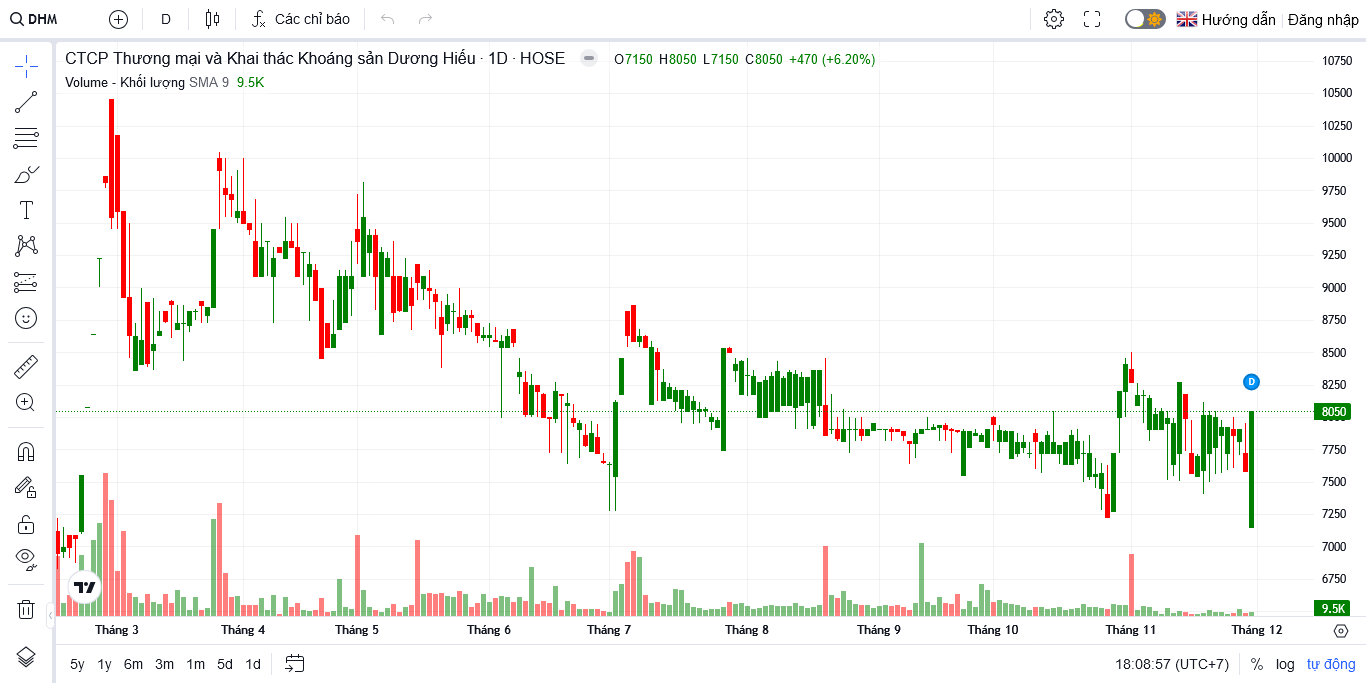 DHM D Các chỉ báo Hướng dẫn Đăng nhập
CTCP Thương mại và Khai thác Khoáng sản Dương Hiếu · 1D · HOSE O7150 H8050 L7150 C8050 +470 (+6.20%)
Volume - Khối lượng SMA 9 9.5K
10750
10500
10250
10000
9750
9500
9250
9000
8750
8500
8250
D
8050
8000
7750
7500
7250
7000
6750
9.5K
Tháng 3 Tháng 4 Tháng 5 Tháng 6 Tháng 7 Tháng 8 Tháng 9 Tháng 10 Tháng 11 Tháng 12
5y 1y 6m 3m 1m 5d 1d 18:08:57 (UTC+7) % log tự động